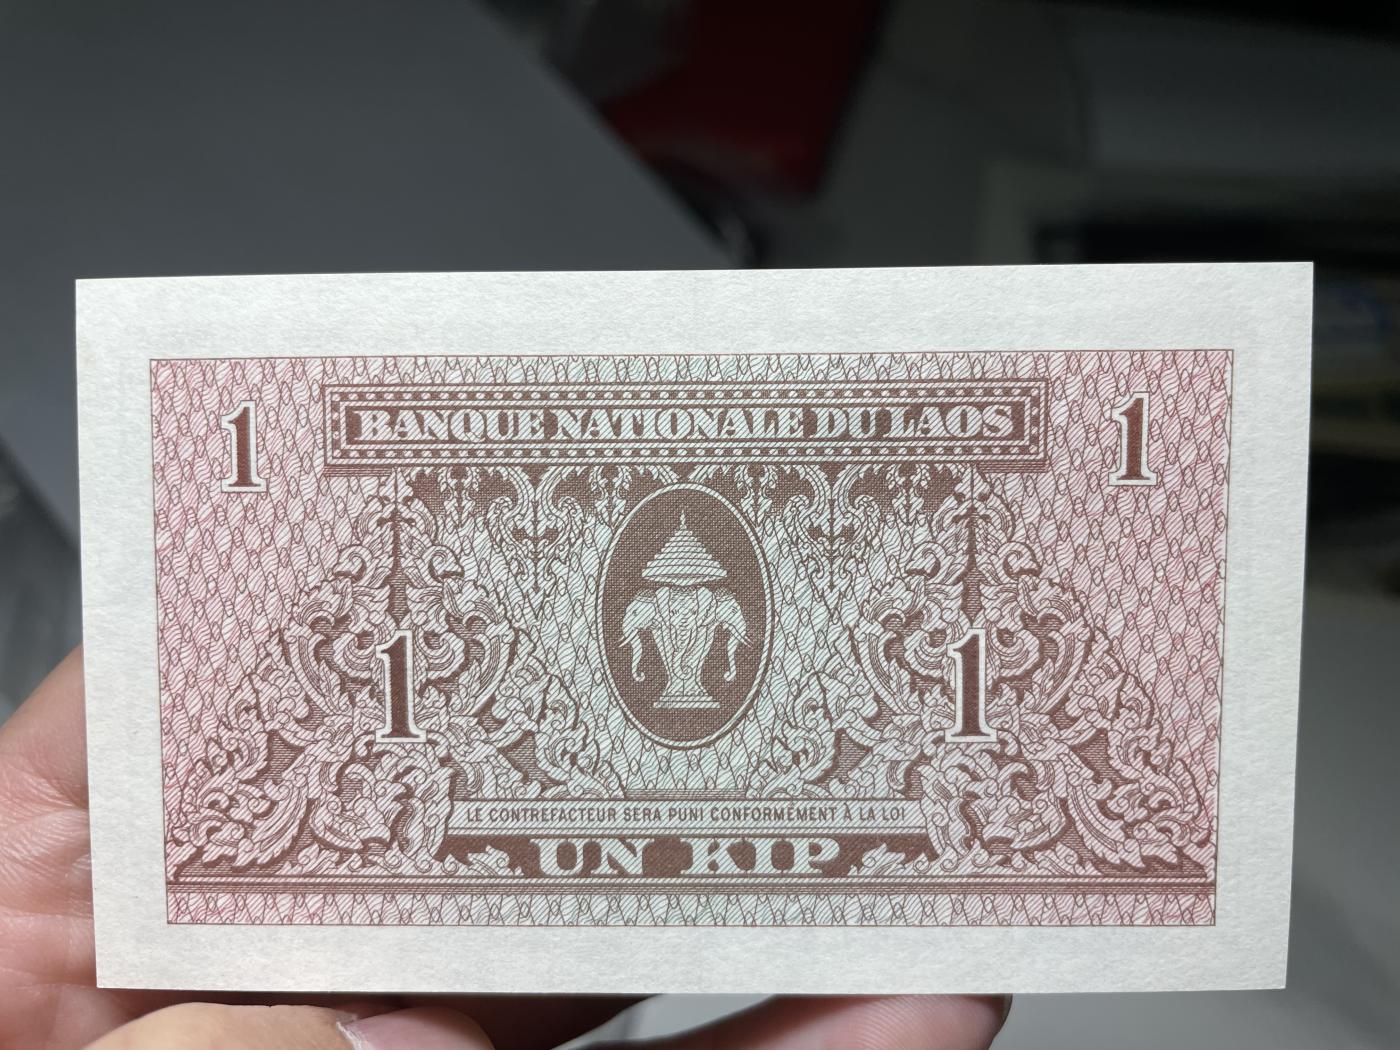 BANQUE NATIONALE DU LAOS
1 1
1 1
LE CONTREFACTEUR SERA PUNI CONFORMÉMENT À LA LOI
UN KIP